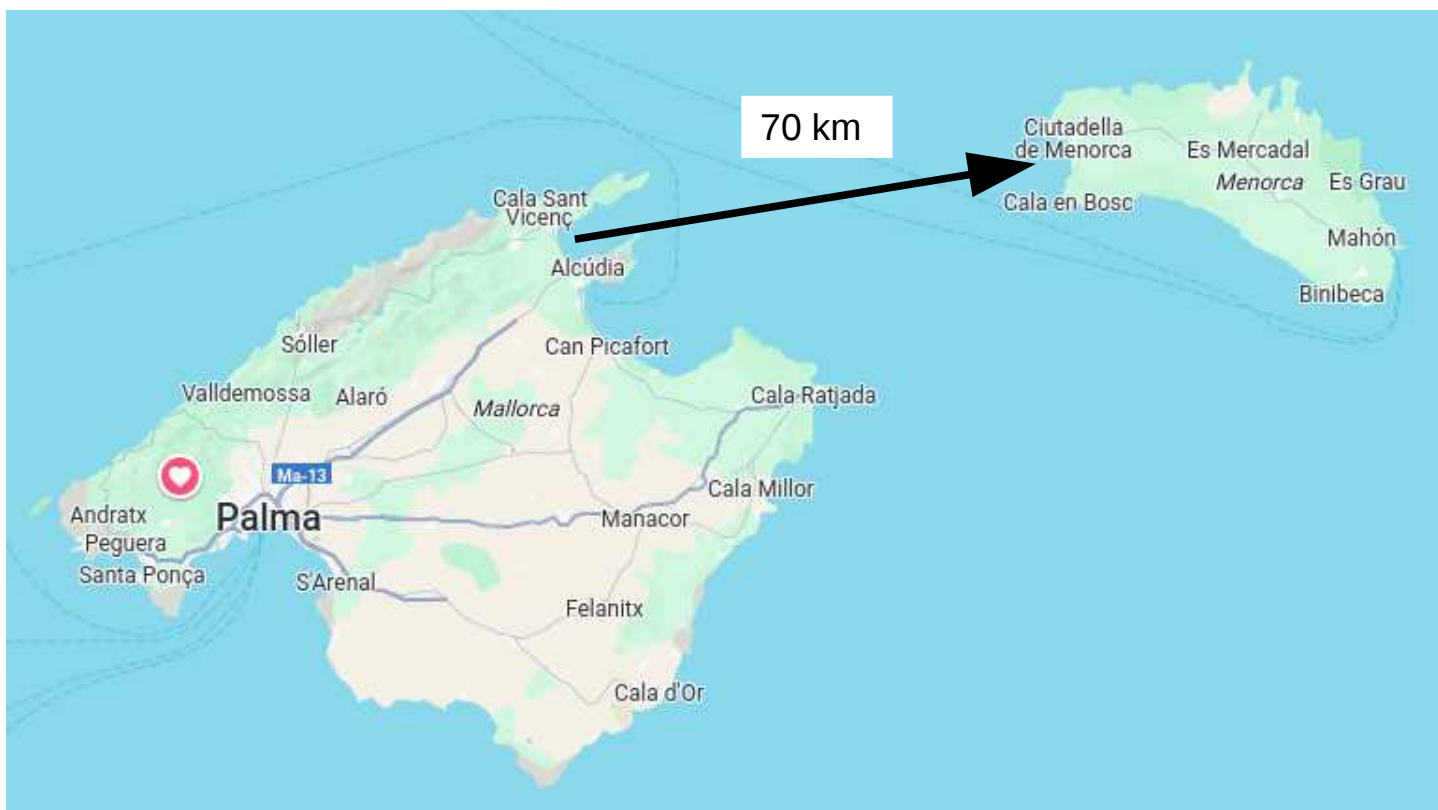 70 km
Ciutadella
de Menorca
Es Mercadal
Menorca
Es Grau
Cala en Bosc
Mahón
Binibeca
Cala Sant
Vicenç
Alcúdia
Sóller
Can Picafort
Valldemossa
Alaró
Mallorca
Cala Ratjada
Ma-13
Cala Millor
Andratx
Palma
Manacor
Peguera
Santa Ponça
S'Arenal
Felanitx
Cala d'Or